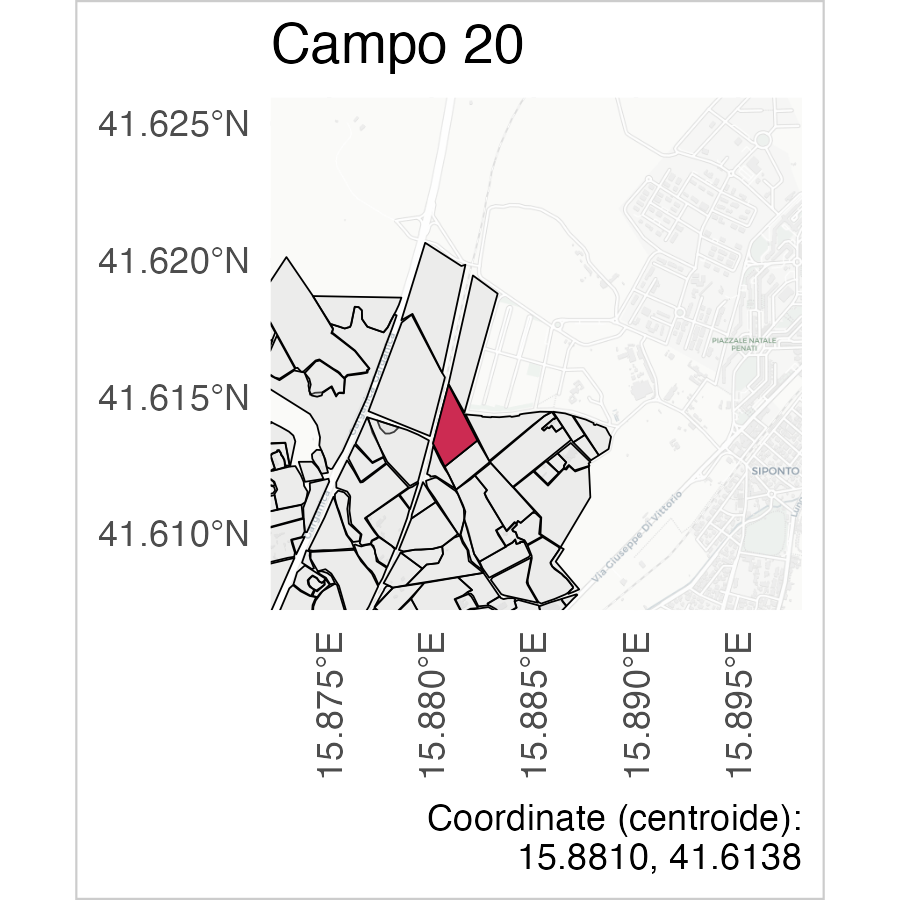 Campo 20
41.625°N
41.620°N
41.615°N
41.610°N
PIAZZALE NATALE
PENATI
SIPONTO
Via Giuseppe Di Vittorio
15.875°E
15.880°E
15.885°E
15.890°E
15.895°E
Coordinate (centroide):
15.8810, 41.6138